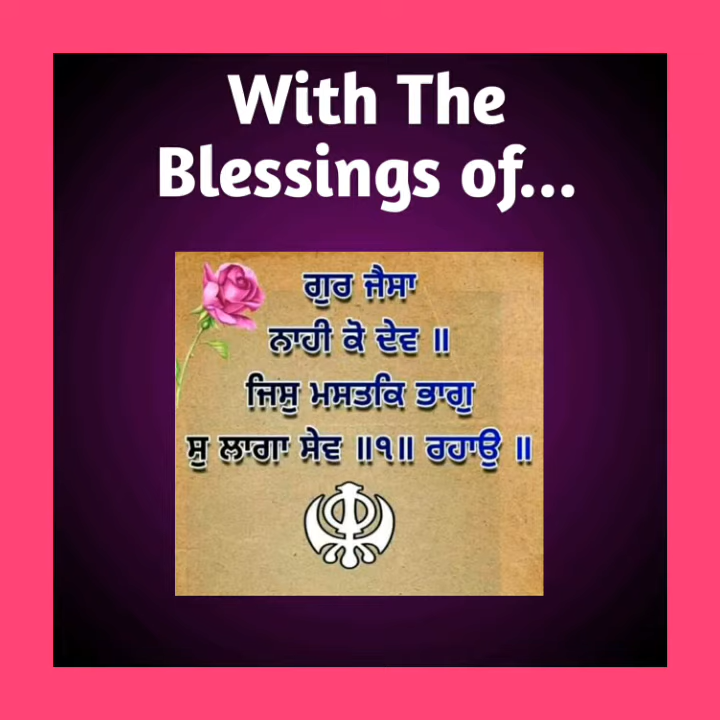 With The
Blessings of...
ਗੁਰ ਜੈਸਾ
ਨਾਹੀ ਕੋ ਦੇਵ ॥
ਜਿਸੁ ਮਸਤਕਿ ਭਾਗੁ
ਸੁ ਲਾਗਾ ਸੇਵ ॥੧॥ ਰਹਾਉ ॥